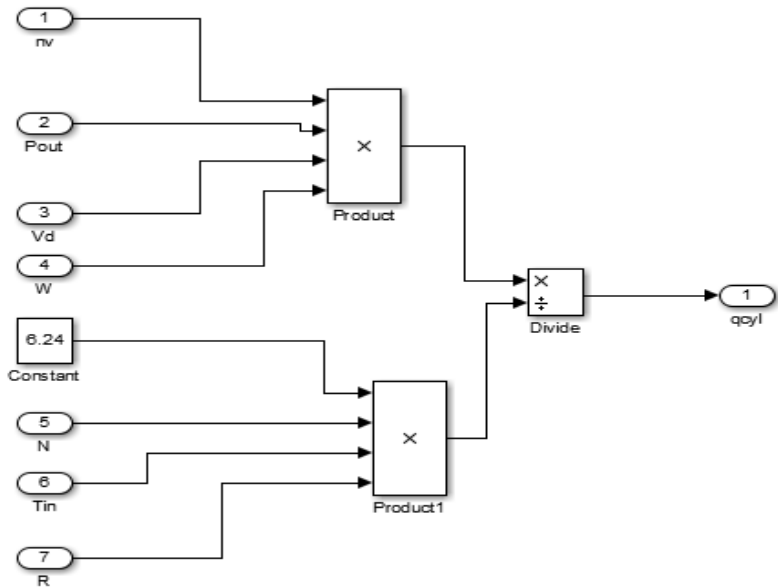 1
nv
2
Pout
3
Vd
4
W
×
Product
6.24
Constant
5
N
6
Tin
7
R
×
Product1
×
÷
Divide
1
qcyl